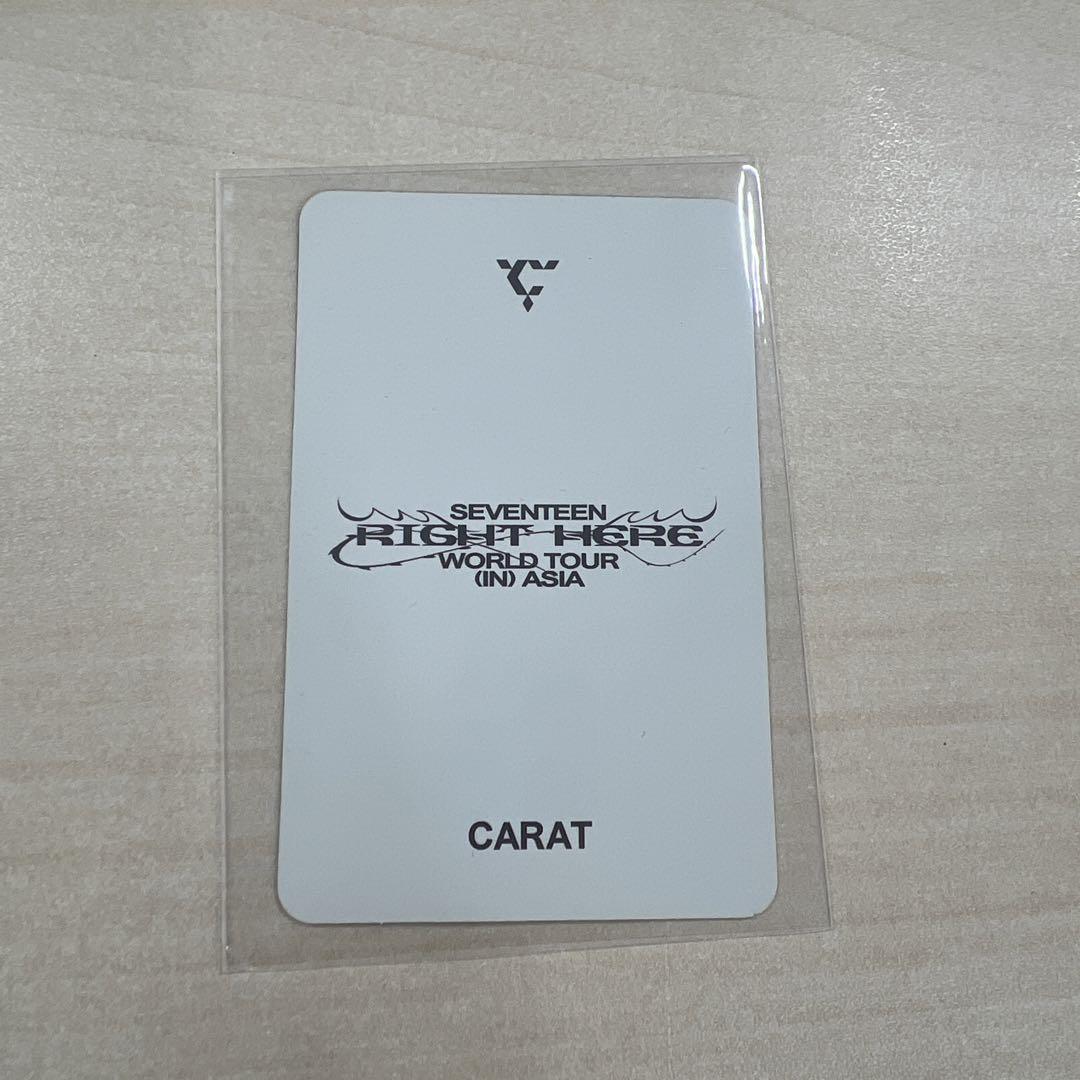 SEVENTEEN
RIGHT HERE
WORLD TOUR
(IN) ASIA
CARAT